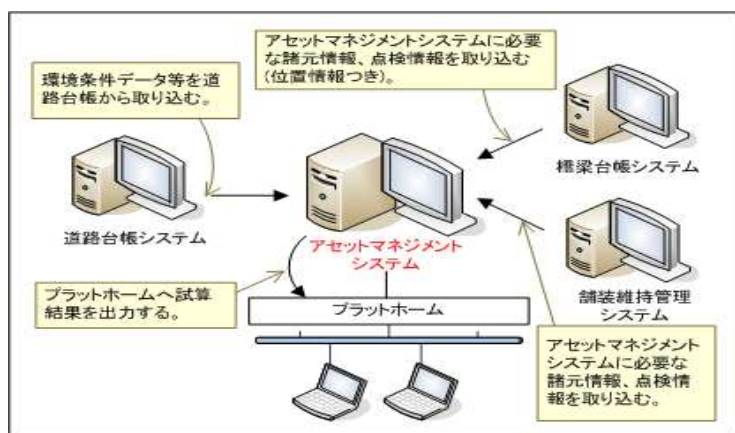 アセットマネジメントシステムに必要
な諸元情報、点検情報を取り込む
(位置情報つき)。
環境条件データ等を道
路台帳から取り込む。
橋梁台帳システム
道路台帳システム
アセットマネジメント
システム
舗装維持管理
システム
プラットホームへ試算
結果を出力する。
プラットホーム
アセットマネジメント
システムに必要な
諸元情報、点検情
報を取り込む。